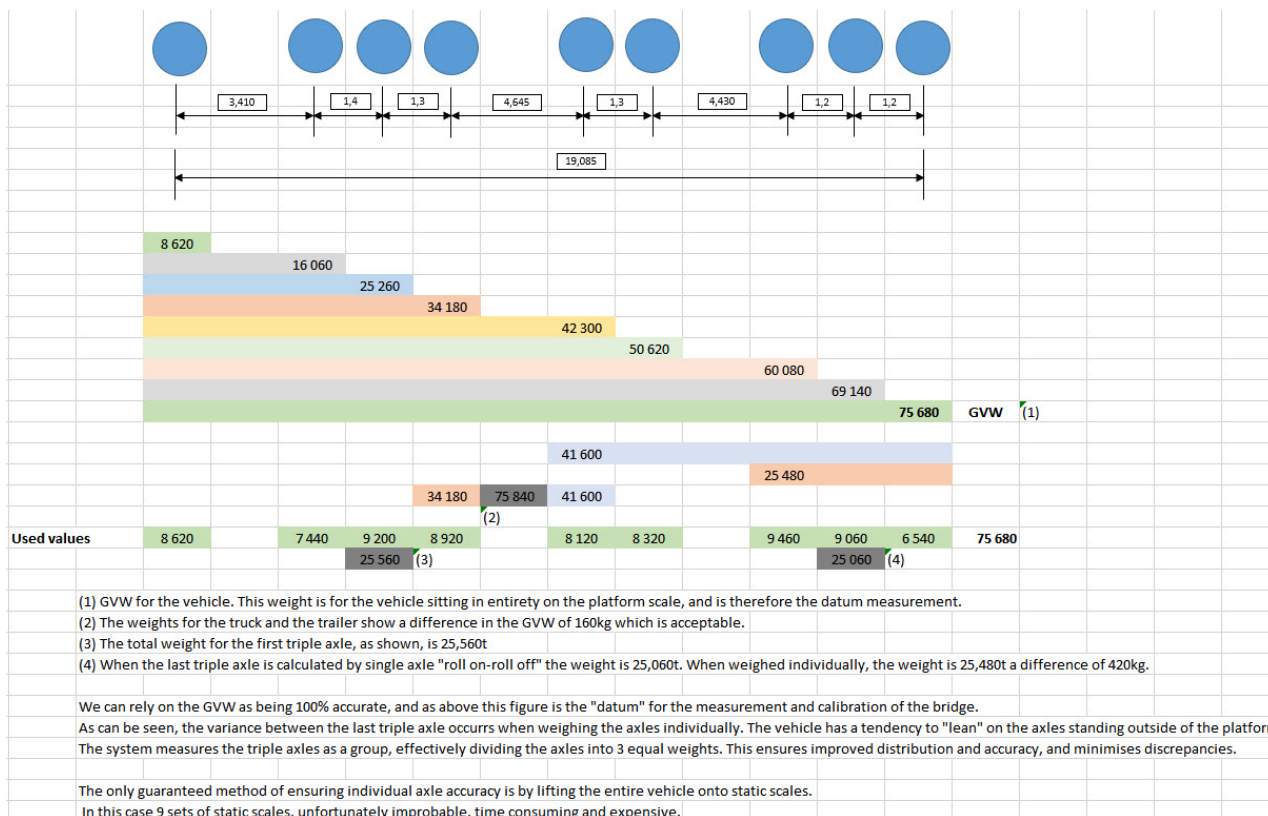 3,410 1,4 1,3 4,645 1,3 4,430 1,2 1,2
19,085
8 620
16 060
25 260
34 180
42 300
50 620
60 080
69 140
75 680 GVW (1)
41 600
25 480
34 180 75 840 41 600
(2)
Used values 8 620 7 440 9 200 8 920 8 120 8 320 9 460 9 060 6 540 75 680
25 560 (3) 25 060 (4)
(1) GVW for the vehicle. This weight is for the vehicle sitting in entirety on the platform scale, and is therefore the datum measurement.
(2) The weights for the truck and the trailer show a difference in the GVW of 160kg which is acceptable.
(3) The total weight for the first triple axle, as shown, is 25,560t
(4) When the last triple axle is calculated by single axle "roll on-roll off" the weight is 25,060t. When weighed individually, the weight is 25,480t a difference of 420kg.
We can rely on the GVW as being 100% accurate, and as above this figure is the "datum" for the measurement and calibration of the bridge.
As can be seen, the variance between the last triple axle occurrs when weighing the axles individually. The vehicle has a tendency to "lean" on the axles standing outside of the platfor
The system measures the triple axles as a group, effectively dividing the axles into 3 equal weights. This ensures improved distribution and accuracy, and minimises discrepancies.
The only guaranteed method of ensuring individual axle accuracy is by lifting the entire vehicle onto static scales.
In this case 9 sets of static scales, unfortunately improbable, time consuming and expensive.